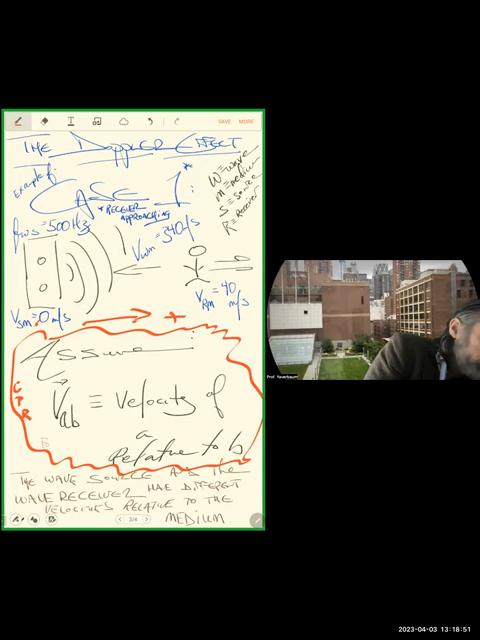 SAVE MORE
THE DOPPLER EFFECT
Example of:
CASE 1*:
* RECEIVER
APPROACHING
W ≡ wave
M ≡ medium
S ≡ source
R ≡ Receiver
fws = 500 Hz
Vwm = 340 m/s
VRm = 40 m/s
Vsm = 0 m/s
+
Assume:
CTR
Vab ≡ Velocity of
a
Relative to b
THE WAVE SOURCE AND the
WAVE RECEIVER HAVE DIFFERENT
VELOCITIES RELATIVE TO THE
MEDIUM
2/4
Prof. Yaverbaum
2023-04-03 13:18:51